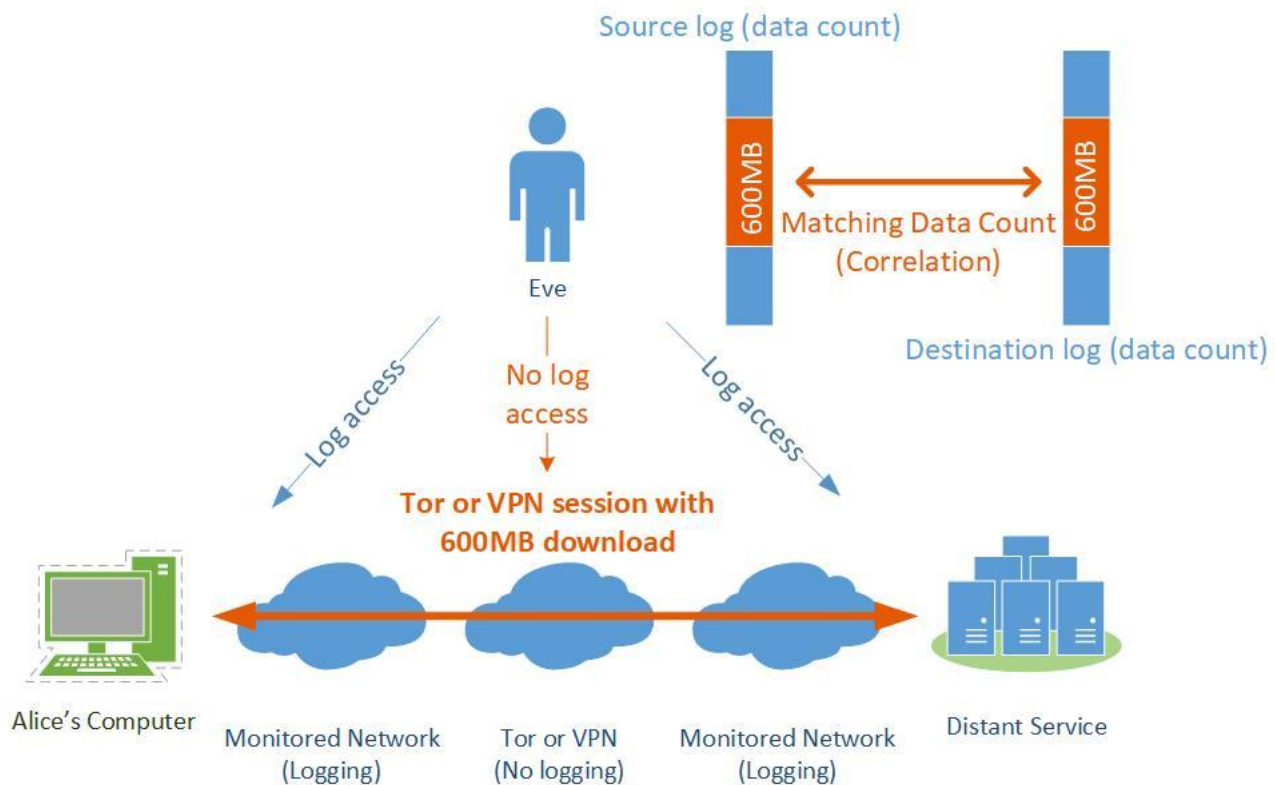 Source log (data count)
600MB
600MB
Matching Data Count
(Correlation)
Destination log (data count)
Eve
Log access
No log
access
Log access
Tor or VPN session with
600MB download
Alice's Computer
Monitored Network
(Logging)
Tor or VPN
(No logging)
Monitored Network
(Logging)
Distant Service